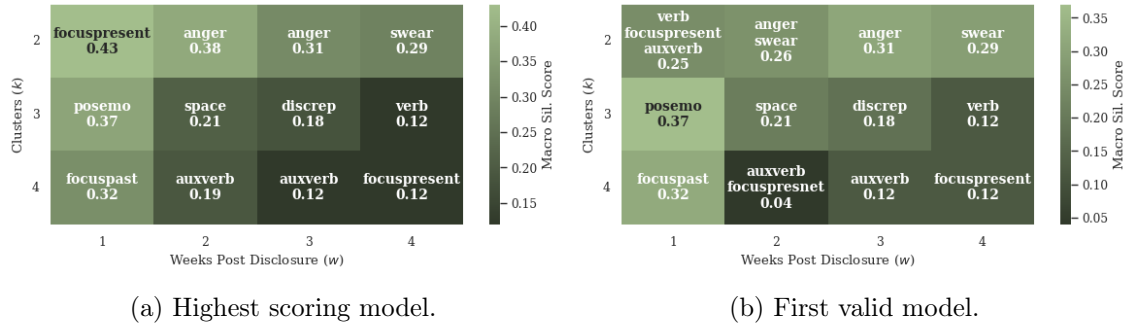 2
focuspresent
0.43
anger
0.38
anger
0.31
swear
0.29
3
posemo
0.37
space
0.21
discrep
0.18
verb
0.12
4
focuspast
0.32
auxverb
0.19
auxverb
0.12
focuspresent
0.12
1 2 3 4
Weeks Post Disclosure (w)
Clusters (k)
0.40
0.35
0.30
0.25
0.20
0.15
Macro Sil. Score
(a) Highest scoring model.
2
verb
focuspresent
auxverb
0.25
anger
swear
0.26
anger
0.31
swear
0.29
3
posemo
0.37
space
0.21
discrep
0.18
verb
0.12
4
focuspast
0.32
auxverb
focuspresnet
0.04
auxverb
0.12
focuspresent
0.12
1 2 3 4
Weeks Post Disclosure (w)
Clusters (k)
0.35
0.30
0.25
0.20
0.15
0.10
0.05
Macro Sil. Score
(b) First valid model.